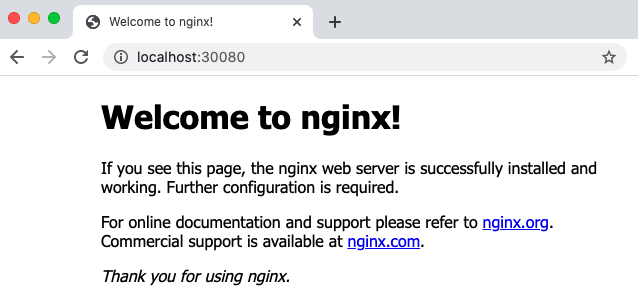 Welcome to nginx!
localhost:30080
Welcome to nginx!
If you see this page, the nginx web server is successfully installed and
working. Further configuration is required.
For online documentation and support please refer to nginx.org.
Commercial support is available at nginx.com.
Thank you for using nginx.